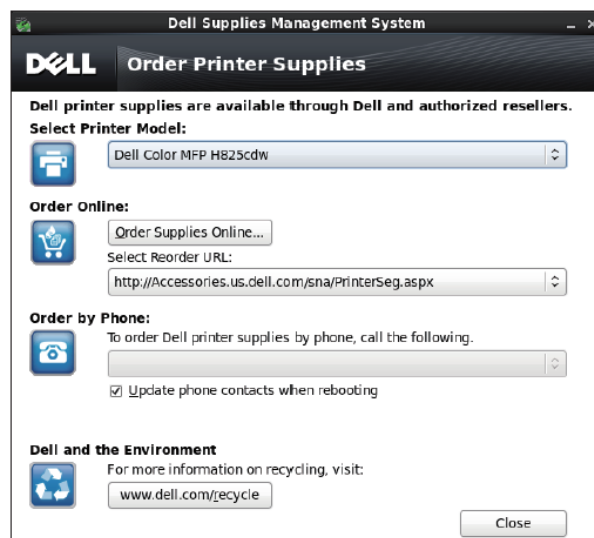 Dell Supplies Management System
DELL Order Printer Supplies
Dell printer supplies are available through Dell and authorized resellers.
Select Printer Model:
Dell Color MFP H825cdw
Order Online:
Order Supplies Online...
Select Reorder URL:
http://Accessories.us.dell.com/sna/PrinterSeg.aspx
Order by Phone:
To order Dell printer supplies by phone, call the following.
Update phone contacts when rebooting
Dell and the Environment
For more information on recycling, visit:
www.dell.com/recycle
Close